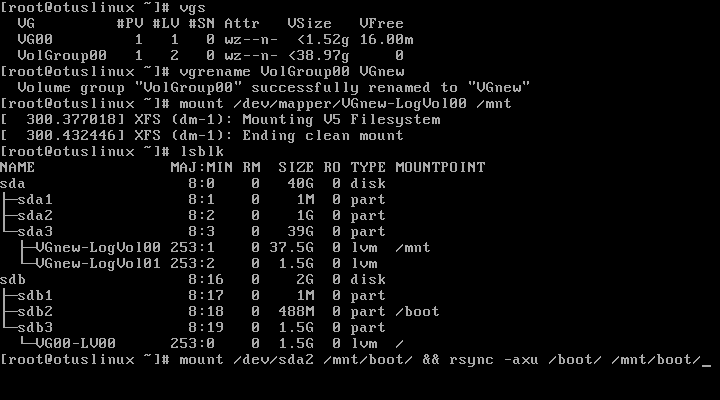 [root@otuslinux ~]# vgs
  VG         #PV #LV #SN Attr   VSize   VFree
  VG00         1   1   0 wz--n-  <1.52g 16.00m
  VolGroup00   1   2   0 wz--n- <38.97g     0
[root@otuslinux ~]# vgrename VolGroup00 VGnew
  Volume group "VolGroup00" successfully renamed to "VGnew"
[root@otuslinux ~]# mount /dev/mapper/VGnew-LogVol00 /mnt
[  300.377018] XFS (dm-1): Mounting V5 Filesystem
[  300.432446] XFS (dm-1): Ending clean mount
[root@otuslinux ~]# lsblk
NAME               MAJ:MIN RM  SIZE RO TYPE MOUNTPOINT
sda                  8:0    0   40G  0 disk
├─sda1               8:1    0    1M  0 part
├─sda2               8:2    0    1G  0 part
└─sda3               8:3    0   39G  0 part
  ├─VGnew-LogVol00 253:1    0 37.5G  0 lvm  /mnt
  └─VGnew-LogVol01 253:2    0  1.5G  0 lvm
sdb                  8:16   0    2G  0 disk
├─sdb1               8:17   0    1M  0 part
├─sdb2               8:18   0  488M  0 part /boot
└─sdb3               8:19   0  1.5G  0 part
  └─VG00-LV00      253:0    0  1.5G  0 lvm  /
[root@otuslinux ~]# mount /dev/sda2 /mnt/boot/ && rsync -axu /boot/ /mnt/boot/_